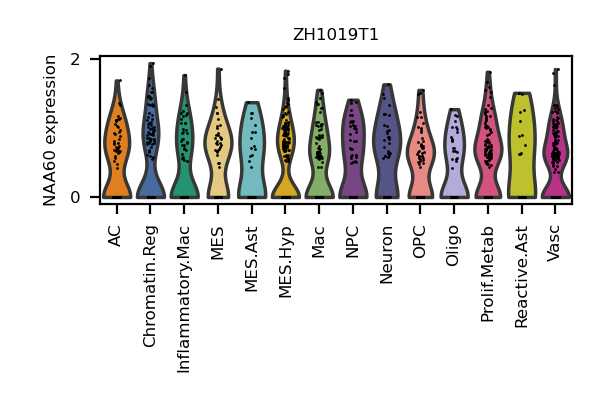 ZH1019T1
NAA60 expression
2
0
AC
Chromatin.Reg
Inflammatory.Mac
MES
MES.Ast
MES.Hyp
Mac
NPC
Neuron
OPC
Oligo
Prolif.Metab
Reactive.Ast
Vasc